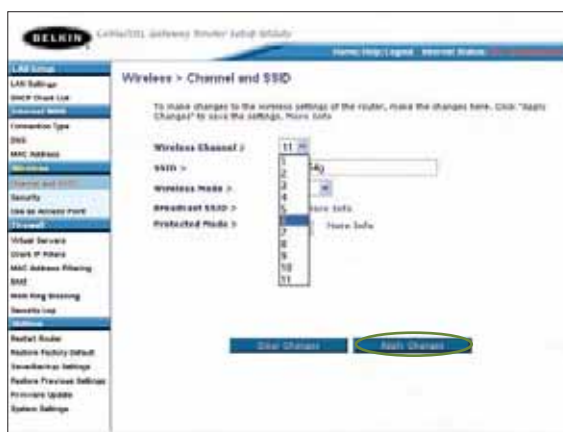 BELKIN Cable/DSL Gateway Router Setup Utility
Home|Help|Logout Internet Status:
LAN Setup
LAN Settings
DHCP Client List
Internet WAN
Connection Type
DNS
MAC Address
Wireless
Channel and SSID
Security
Use as Access Point
Firewall
Virtual Servers
Client IP Filters
MAC Address Filtering
DMZ
WAN Ping Blocking
Security Log
Utilities
Restart Router
Restore Factory Default
Save/Backup Settings
Restore Previous Settings
Firmware Update
System Settings
Wireless > Channel and SSID
To make changes to the wireless settings of the router, make the changes here. Click "Apply
Changes" to save the settings. More Info
Wireless Channel > 11
SSID > 54g
Wireless Mode >
Broadcast SSID > More Info
Protected Mode > More Info
1
2
3
4
5
6
7
8
9
10
11
Clear Changes Apply Changes